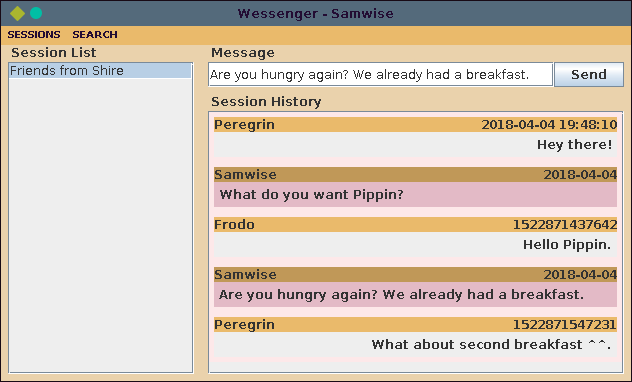 Wessenger - Samwise
SESSIONS SEARCH
Session List
Friends from Shire
Message
Are you hungry again? We already had a breakfast.
Send
Session History
Peregrin 2018-04-04 19:48:10
Hey there!
Samwise 2018-04-04
What do you want Pippin?
Frodo 1522871437642
Hello Pippin.
Samwise 2018-04-04
Are you hungry again? We already had a breakfast.
Peregrin 1522871547231
What about second breakfast ^^.